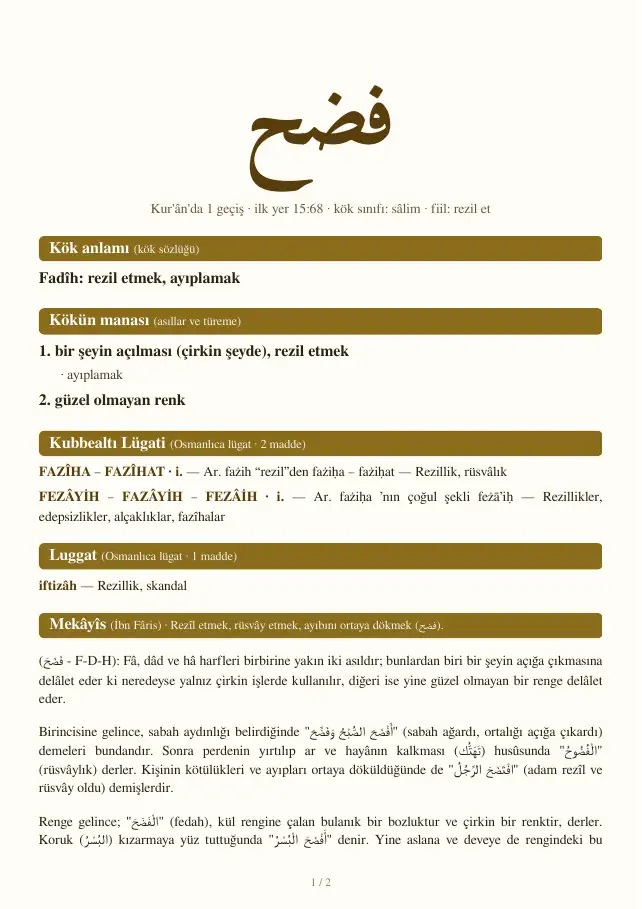 فضح
Kur'ân'da 1 geçiş · ilk yer 15:68 · kök sınıfı: sâlim · fiil: rezil et
Kök anlamı (kök sözlüğü)
Fadîh: rezil etmek, ayıplamak
Kökün manası (asıllar ve türeme)
1. bir şeyin açılması (çirkin şeyde), rezil etmek
· ayıplamak
2. güzel olmayan renk
Kubbealtı Lügati (Osmanlıca lügat · 2 madde)
FAZÎHA – FAZÎHAT · i. — Ar. fażіh “rezil”den fażіḥa – fażіḥat — Rezillik, rüsvâlık
FEZÂYİH – FAZÂYİH – FEZÂİH · i. — Ar. fażіḥa ’nın çoğul şekli feżā’iḥ — Rezillikler,
edepsizlikler, alçaklıklar, fazîhalar
Luggat (Osmanlıca lügat · 1 madde)
iftizâh — Rezillik, skandal
Mekâyîs (İbn Fâris) · Rezîl etmek, rüsvây etmek, ayıbını ortaya dökmek (فضح).
(فَضَحَ - F-D-H): Fâ, dâd ve hâ harfleri birbirine yakın iki asıldır; bunlardan biri bir şeyin açığa çıkmasına
delâlet eder ki neredeyse yalnız çirkin işlerde kullanılır, diğeri ise yine güzel olmayan bir renge delâlet
eder.
Birincisine gelince, sabah aydınlığı belirdiğinde "أَفْضَحَ الصُّبْحُ وَفَضَّحَ" (sabah ağardı, ortalığı açığa çıkardı)
demeleri bundandır. Sonra perdenin yırtılıp ar ve hayânın kalkması (تَهَتُّك) husûsunda "الْفُضُوحُ"
(rüsvâylık) derler. Kişinin kötülükleri ve ayıpları ortaya döküldüğünde de "افْتَضَحَ الرَّجُلُ" (adam rezîl ve
rüsvây oldu) demişlerdir.
Renge gelince; "الْفَضَحَ" (fedah), kül rengine çalan bulanık bir bozluktur ve çirkin bir renktir, derler.
Koruk (البُسْرُ) kızarmaya yüz tuttuğunda "أَفْضَحَ الْبُسْرُ" denir. Yine aslana ve deveye de rengindeki bu
1 / 2